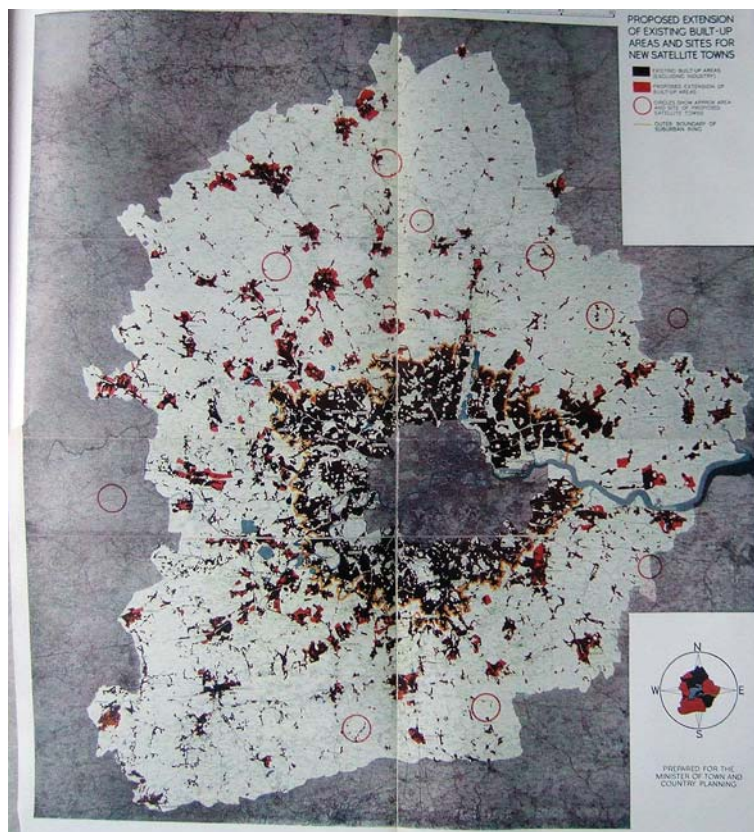 PROPOSED EXTENSION
OF EXISTING BUILT-UP
AREAS AND SITES FOR
NEW SATELLITE TOWNS
EXISTING BUILT-UP AREAS
(EXCLUDING INDUSTRY)
PROPOSED EXTENSION OF
BUILT-UP AREAS
CIRCLES SHOW APPROX AREA
AND SITE OF PROPOSED
SATELLITE TOWNS
OUTER BOUNDARY OF
SUBURBAN RING
N
W E
S
PREPARED FOR THE
MINISTER OF TOWN AND
COUNTRY PLANNING